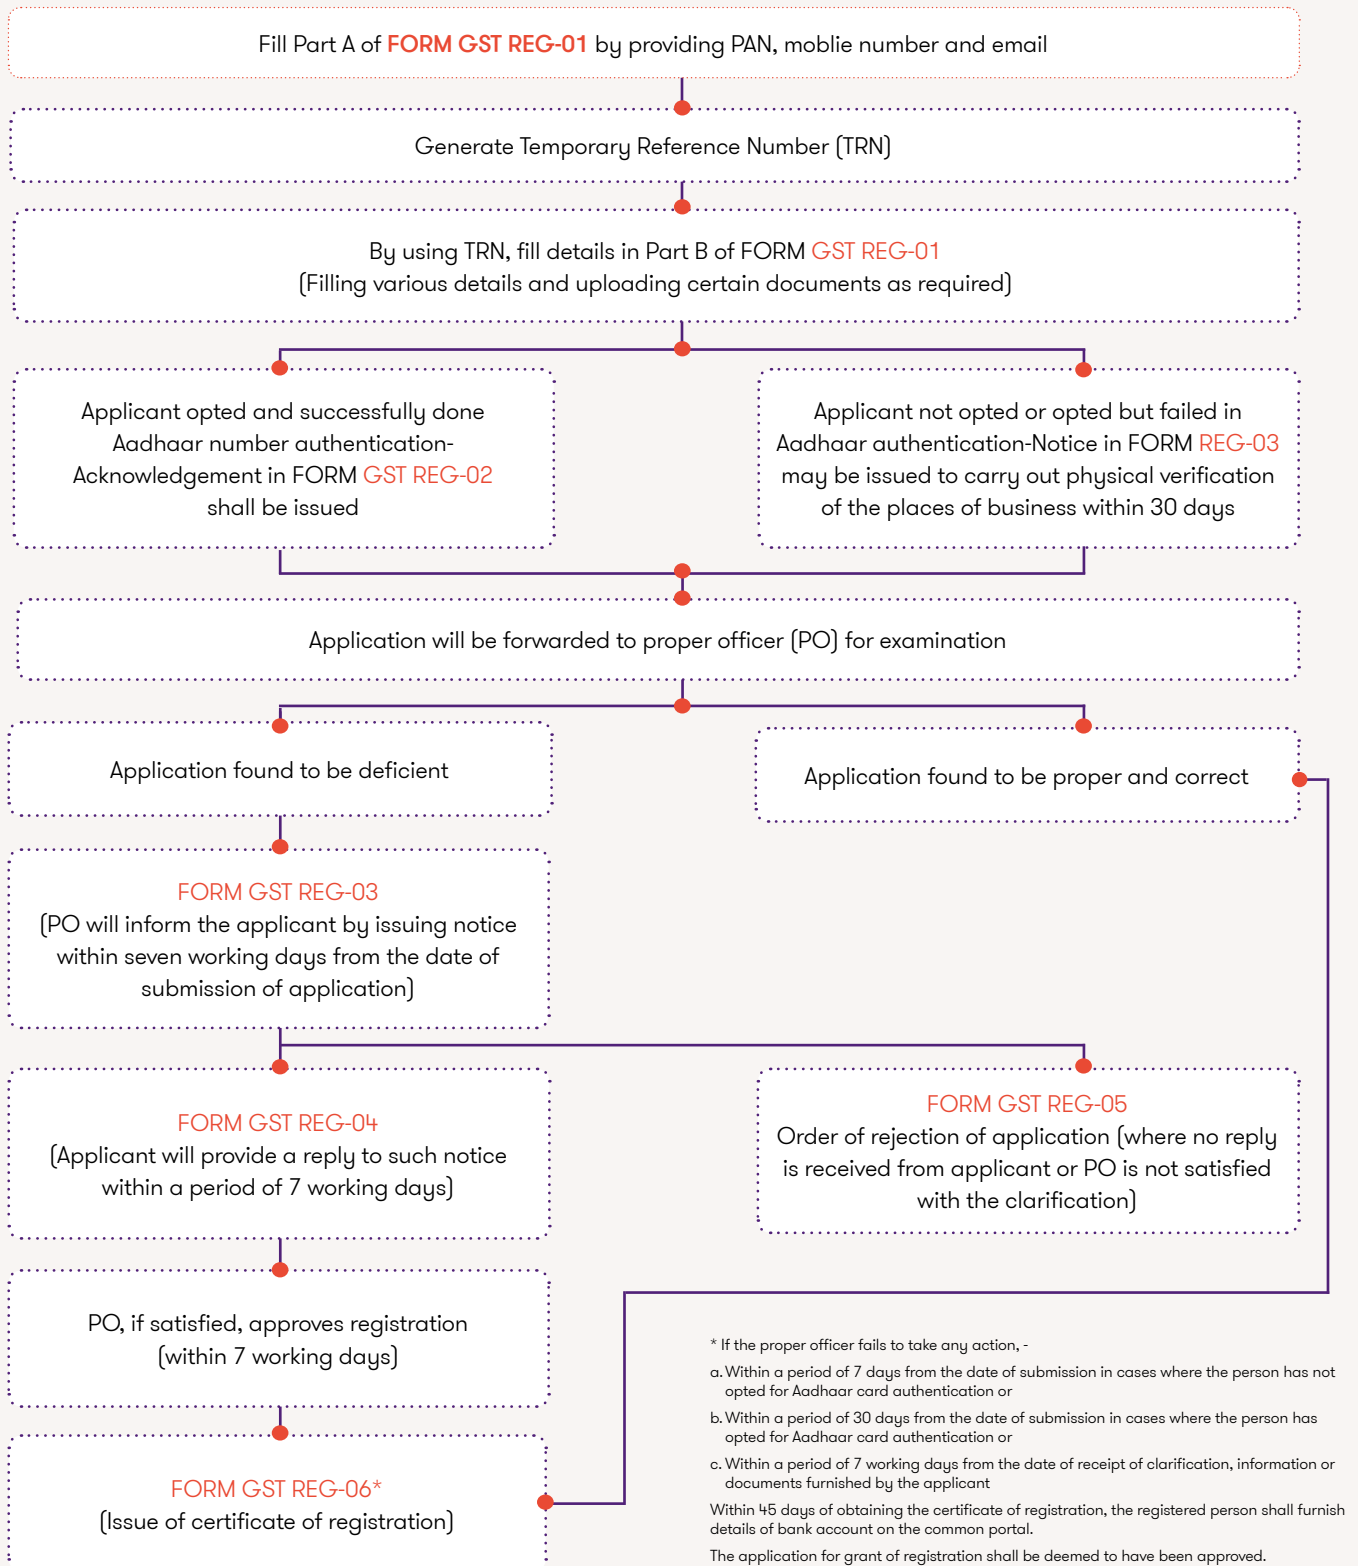 Fill Part A of FORM GST REG-01 by providing PAN, moblie number and email
Generate Temporary Reference Number (TRN)
By using TRN, fill details in Part B of FORM GST REG-01
(Filling various details and uploading certain documents as required)
Applicant opted and successfully done
Aadhaar number authentication-
Acknowledgement in FORM GST REG-02
shall be issued
Applicant not opted or opted but failed in
Aadhaar authentication-Notice in FORM REG-03
may be issued to carry out physical verification
of the places of business within 30 days
Application will be forwarded to proper officer (PO) for examination
Application found to be deficient
Application found to be proper and correct
FORM GST REG-03
(PO will inform the applicant by issuing notice
within seven working days from the date of
submission of application)
FORM GST REG-04
(Applicant will provide a reply to such notice
within a period of 7 working days)
FORM GST REG-05
Order of rejection of application (where no reply
is received from applicant or PO is not satisfied
with the clarification)
PO, if satisfied, approves registration
(within 7 working days)
FORM GST REG-06*
(Issue of certificate of registration)
* If the proper officer fails to take any action, -
a. Within a period of 7 days from the date of submission in cases where the person has not
opted for Aadhaar card authentication or
b. Within a period of 30 days from the date of submission in cases where the person has
opted for Aadhaar card authentication or
c. Within a period of 7 working days from the date of receipt of clarification, information or
documents furnished by the applicant
Within 45 days of obtaining the certificate of registration, the registered person shall furnish
details of bank account on the common portal.
The application for grant of registration shall be deemed to have been approved.